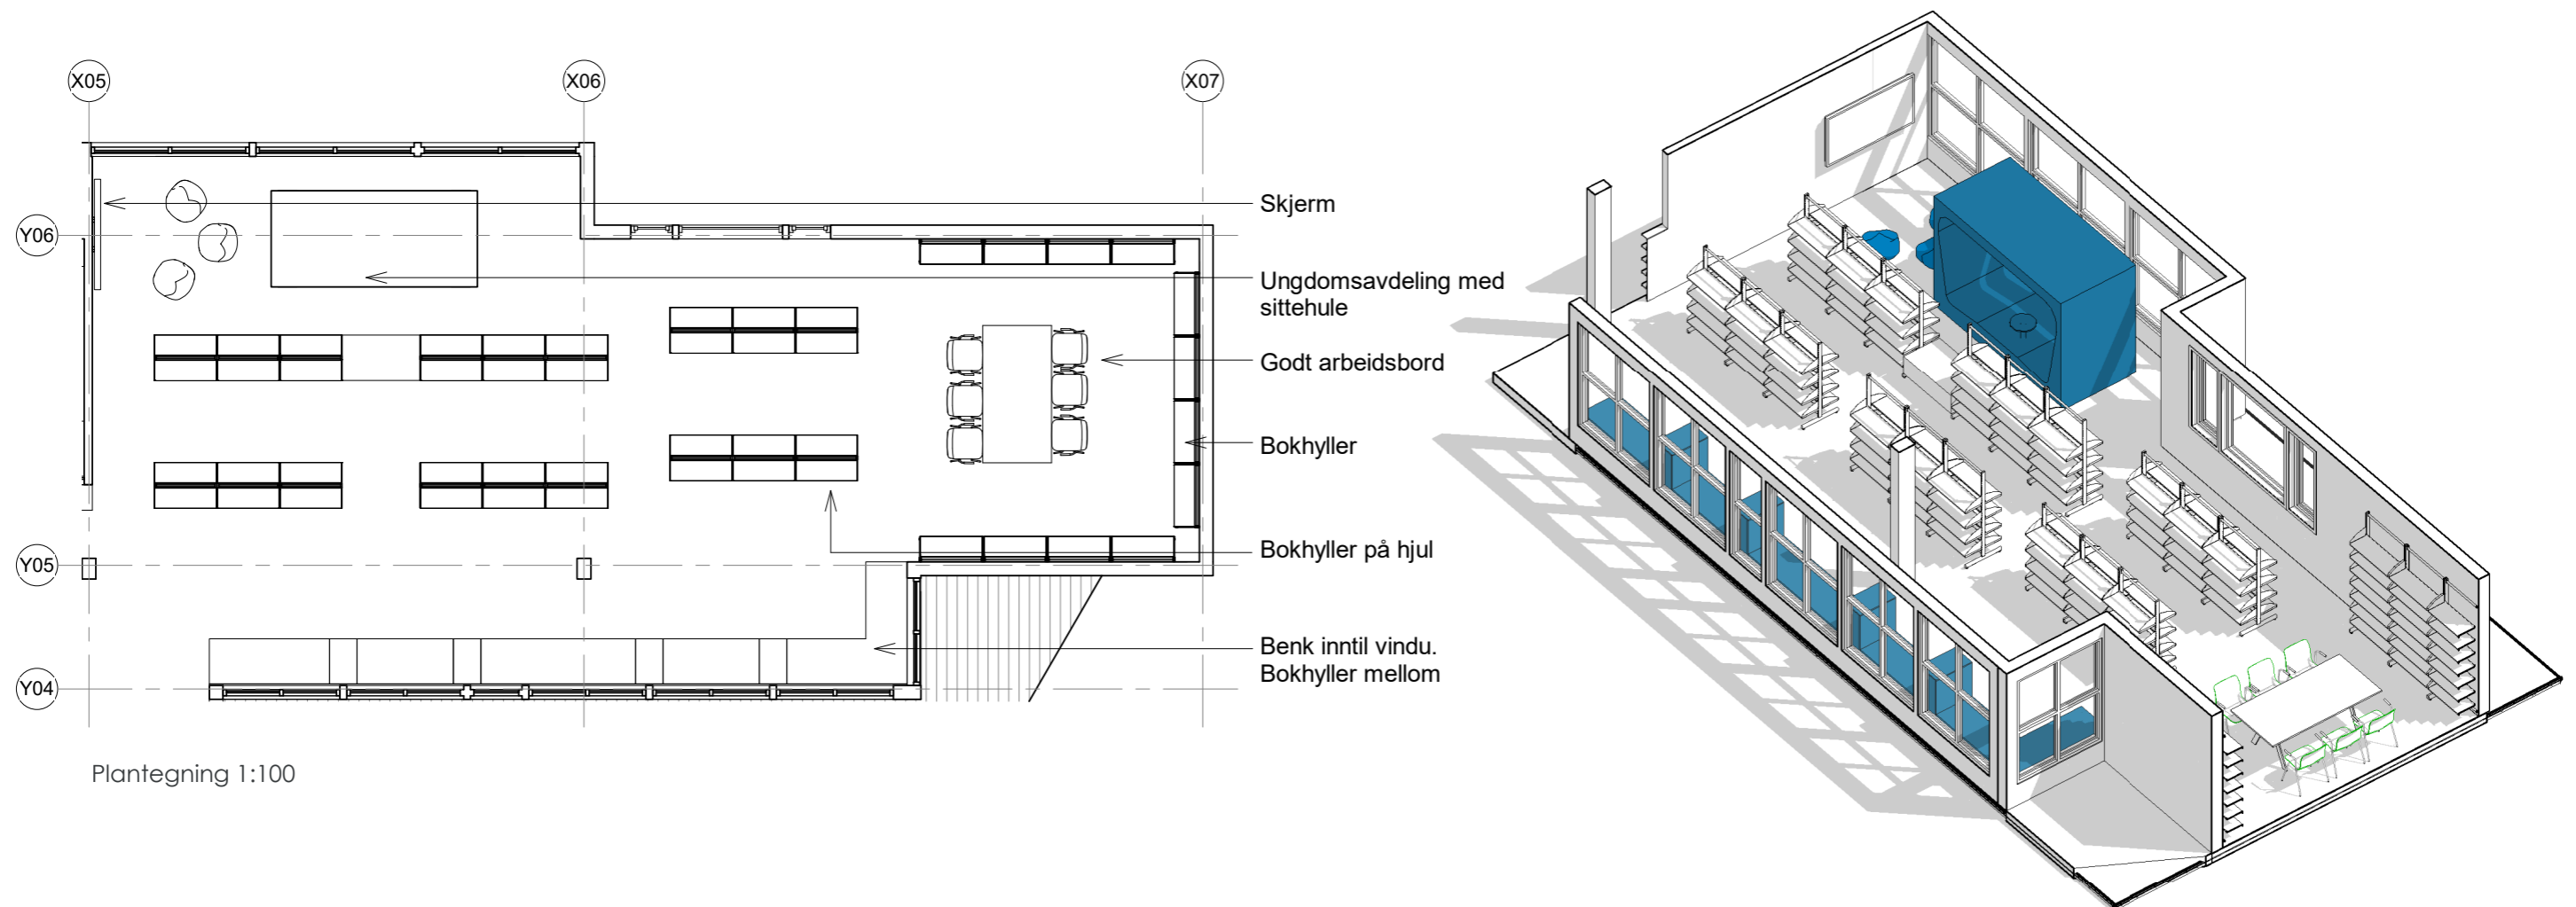 X05
X06
X07
Y06
Y05
Y04
Skjerm
Ungdomsavdeling med
sittehule
Godt arbeidsbord
Bokhyller
Bokhyller på hjul
Benk inntil vindu.
Bokhyller mellom
Plantegning 1:100